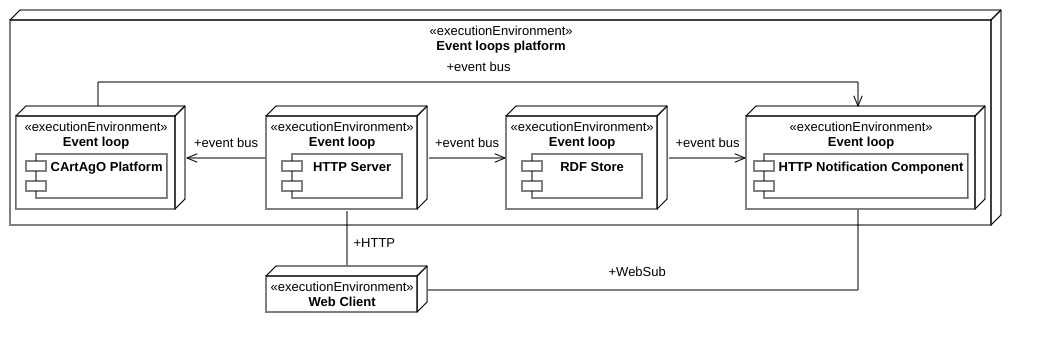 «executionEnvironment»
Event loops platform
+event bus
«executionEnvironment»
Event loop
CArtAgO Platform
+event bus
«executionEnvironment»
Event loop
HTTP Server
+event bus
«executionEnvironment»
Event loop
RDF Store
+event bus
«executionEnvironment»
Event loop
HTTP Notification Component
+HTTP
+WebSub
«executionEnvironment»
Web Client